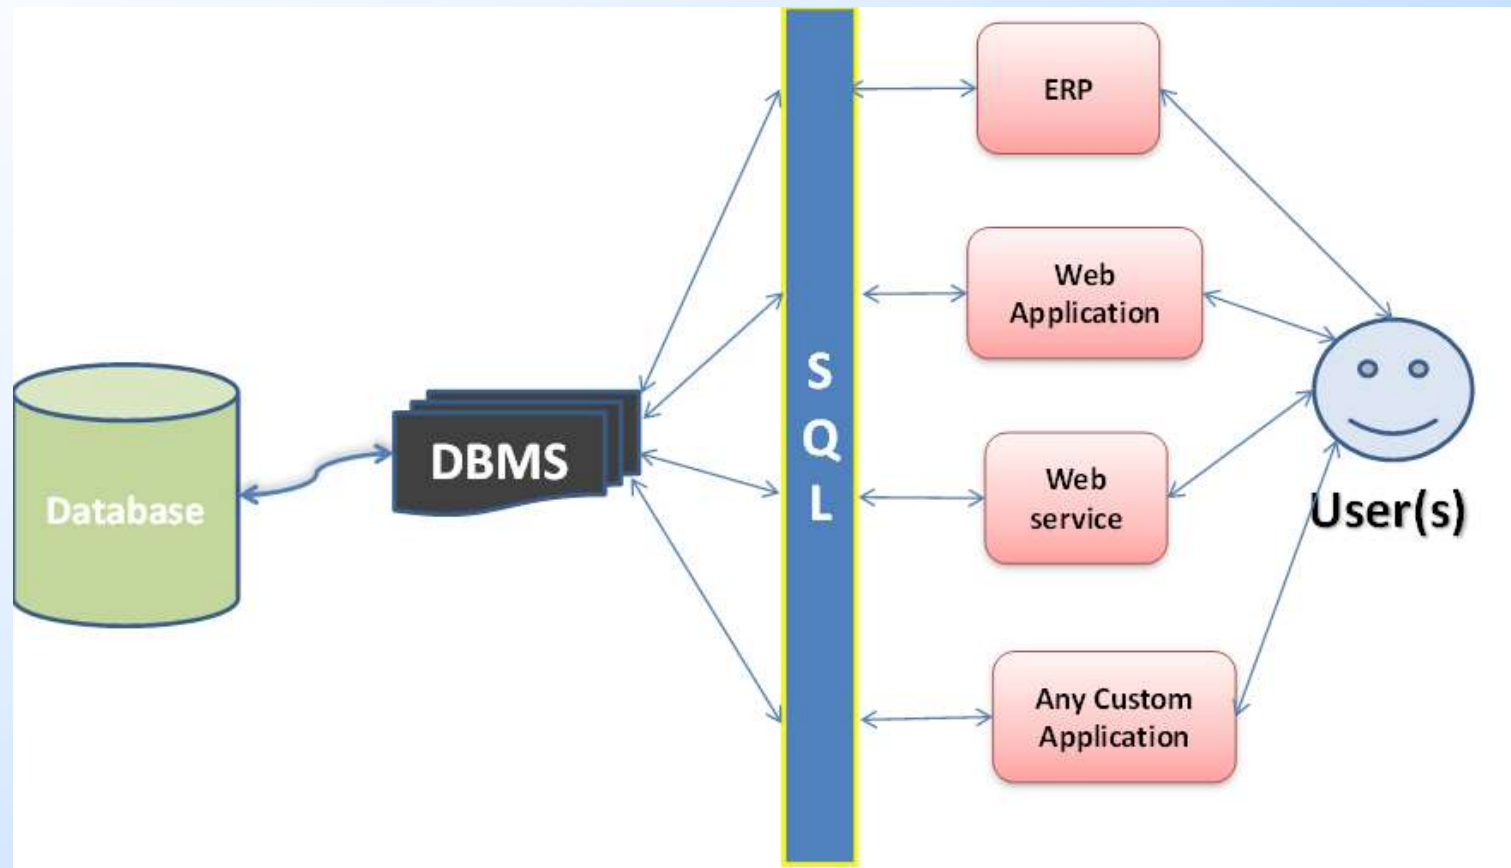 Database
DBMS
S
Q
L
ERP
Web
Application
Web
service
Any Custom
Application
User(s)